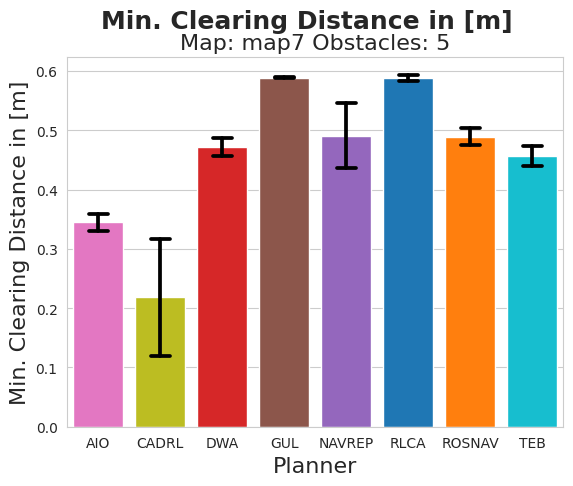 Min. Clearing Distance in [m]
Map: map7 Obstacles: 5
Min. Clearing Distance in [m]
0.6
0.5
0.4
0.3
0.2
0.1
0.0
AIO CADRL DWA GUL NAVREP RLCA ROSNAV TEB
Planner